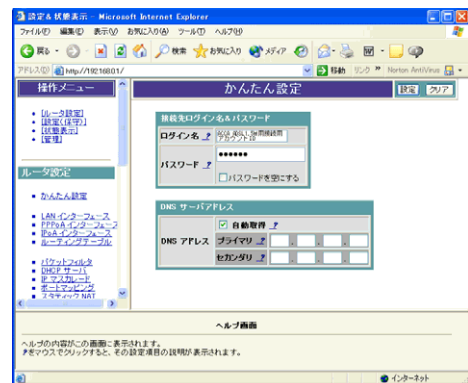 設定 & 状態表示 - Microsoft Internet Explorer
ファイル(F) 編集(E) 表示(V) お気に入り(A) ツール(T) ヘルプ(H)
戻る 検索 お気に入り メディア
アドレス(D) http://192.168.0.1/ 移動 リンク Norton AntiVirus
操作メニュー
かんたん設定
設定 クリア
[ルータ設定]
[設定(保守)]
[状態表示]
[管理]
ルータ設定
かんたん設定
LAN インターフェース
PPPoA インターフェース
IPoA インターフェース
ルーティングテーブル
パケットフィルタ
DHCP サーバ
IP マスカレード
ポートマッピング
スタティック NAT
接続先ログイン名&パスワード
ログイン名 ?
パスワード ?
●●●●●●
パスワードを空にする
DNS サーバアドレス
DNS アドレス
自動取得 ?
プライマリ ?
セカンダリ ?
ヘルプ画面
ヘルプの内容がこの画面に表示されます。
?をマウスでクリックすると、その設定項目の説明が表示されます。
インターネット